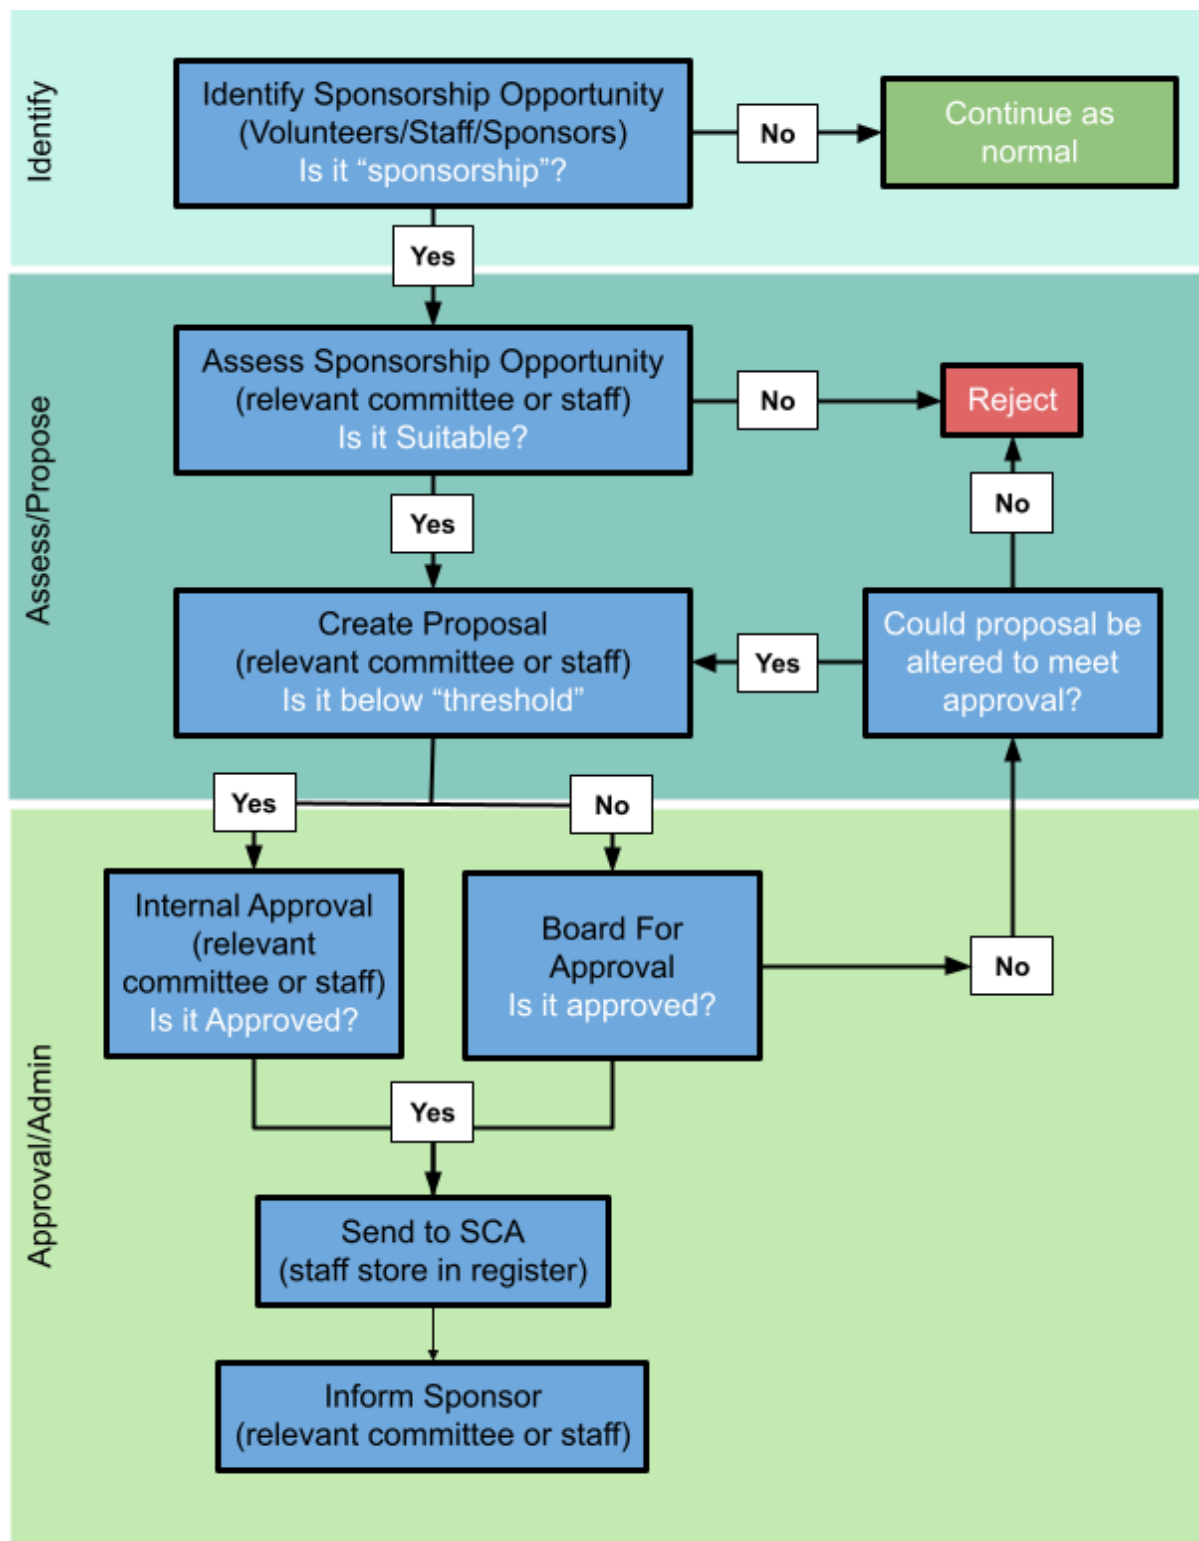 Identify
Identify Sponsorship Opportunity
(Volunteers/Staff/Sponsors)
Is it “sponsorship”?
No
Continue as
normal
Yes
Assess/Propose
Assess Sponsorship Opportunity
(relevant committee or staff)
Is it Suitable?
No
Reject
Yes
No
Create Proposal
(relevant committee or staff)
Is it below “threshold”
Yes
Could proposal be
altered to meet
approval?
Yes
No
Approval/Admin
Internal Approval
(relevant
committee or staff)
Is it Approved?
Board For
Approval
Is it approved?
No
Yes
Send to SCA
(staff store in register)
Inform Sponsor
(relevant committee or staff)